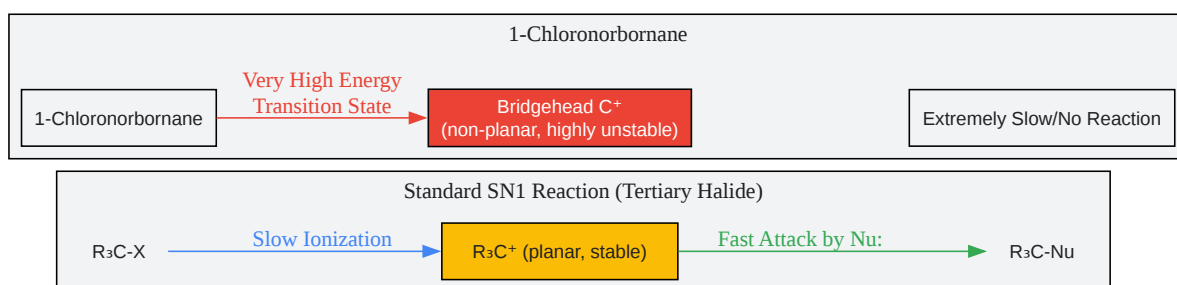 1-Chloronorbornane
Very High Energy
Transition State
1-Chloronorbornane
Bridgehead C⁺
(non-planar, highly unstable)
Extremely Slow/No Reaction
Standard SN1 Reaction (Tertiary Halide)
R₃C-X
Slow Ionization
R₃C⁺ (planar, stable)
Fast Attack by Nu:
R₃C-Nu